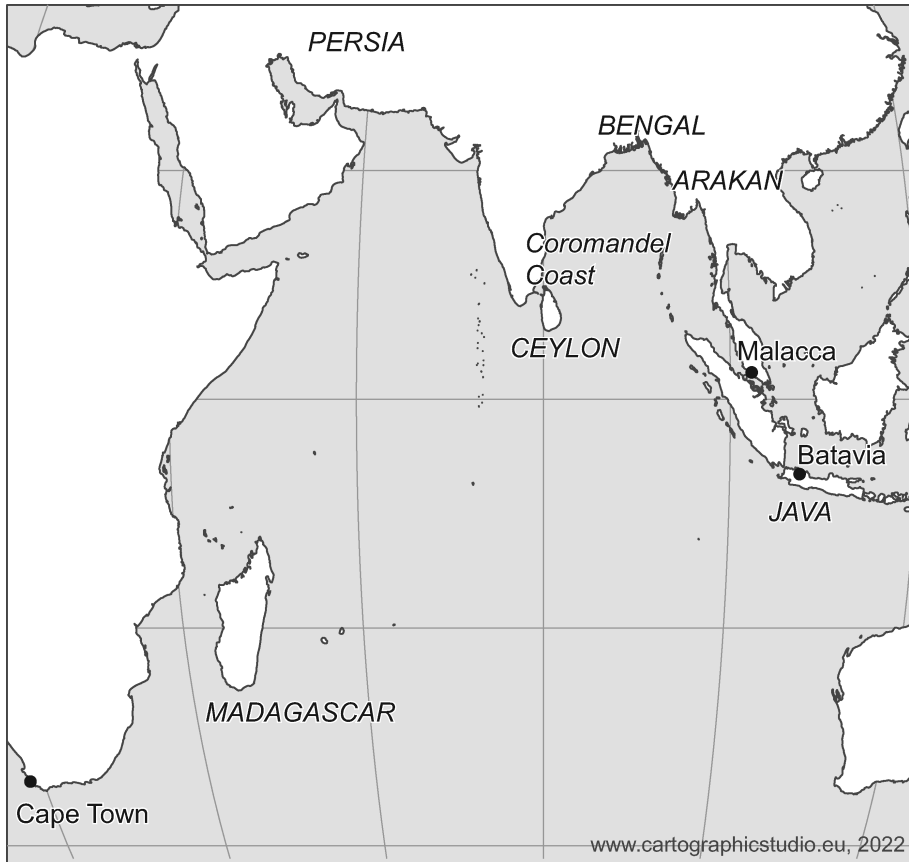 PERSIA
BENGAL
ARAKAN
Coromandel
Coast
CEYLON
Malacca
Batavia
JAVA
MADAGASCAR
Cape Town
www.cartographicstudio.eu, 2022